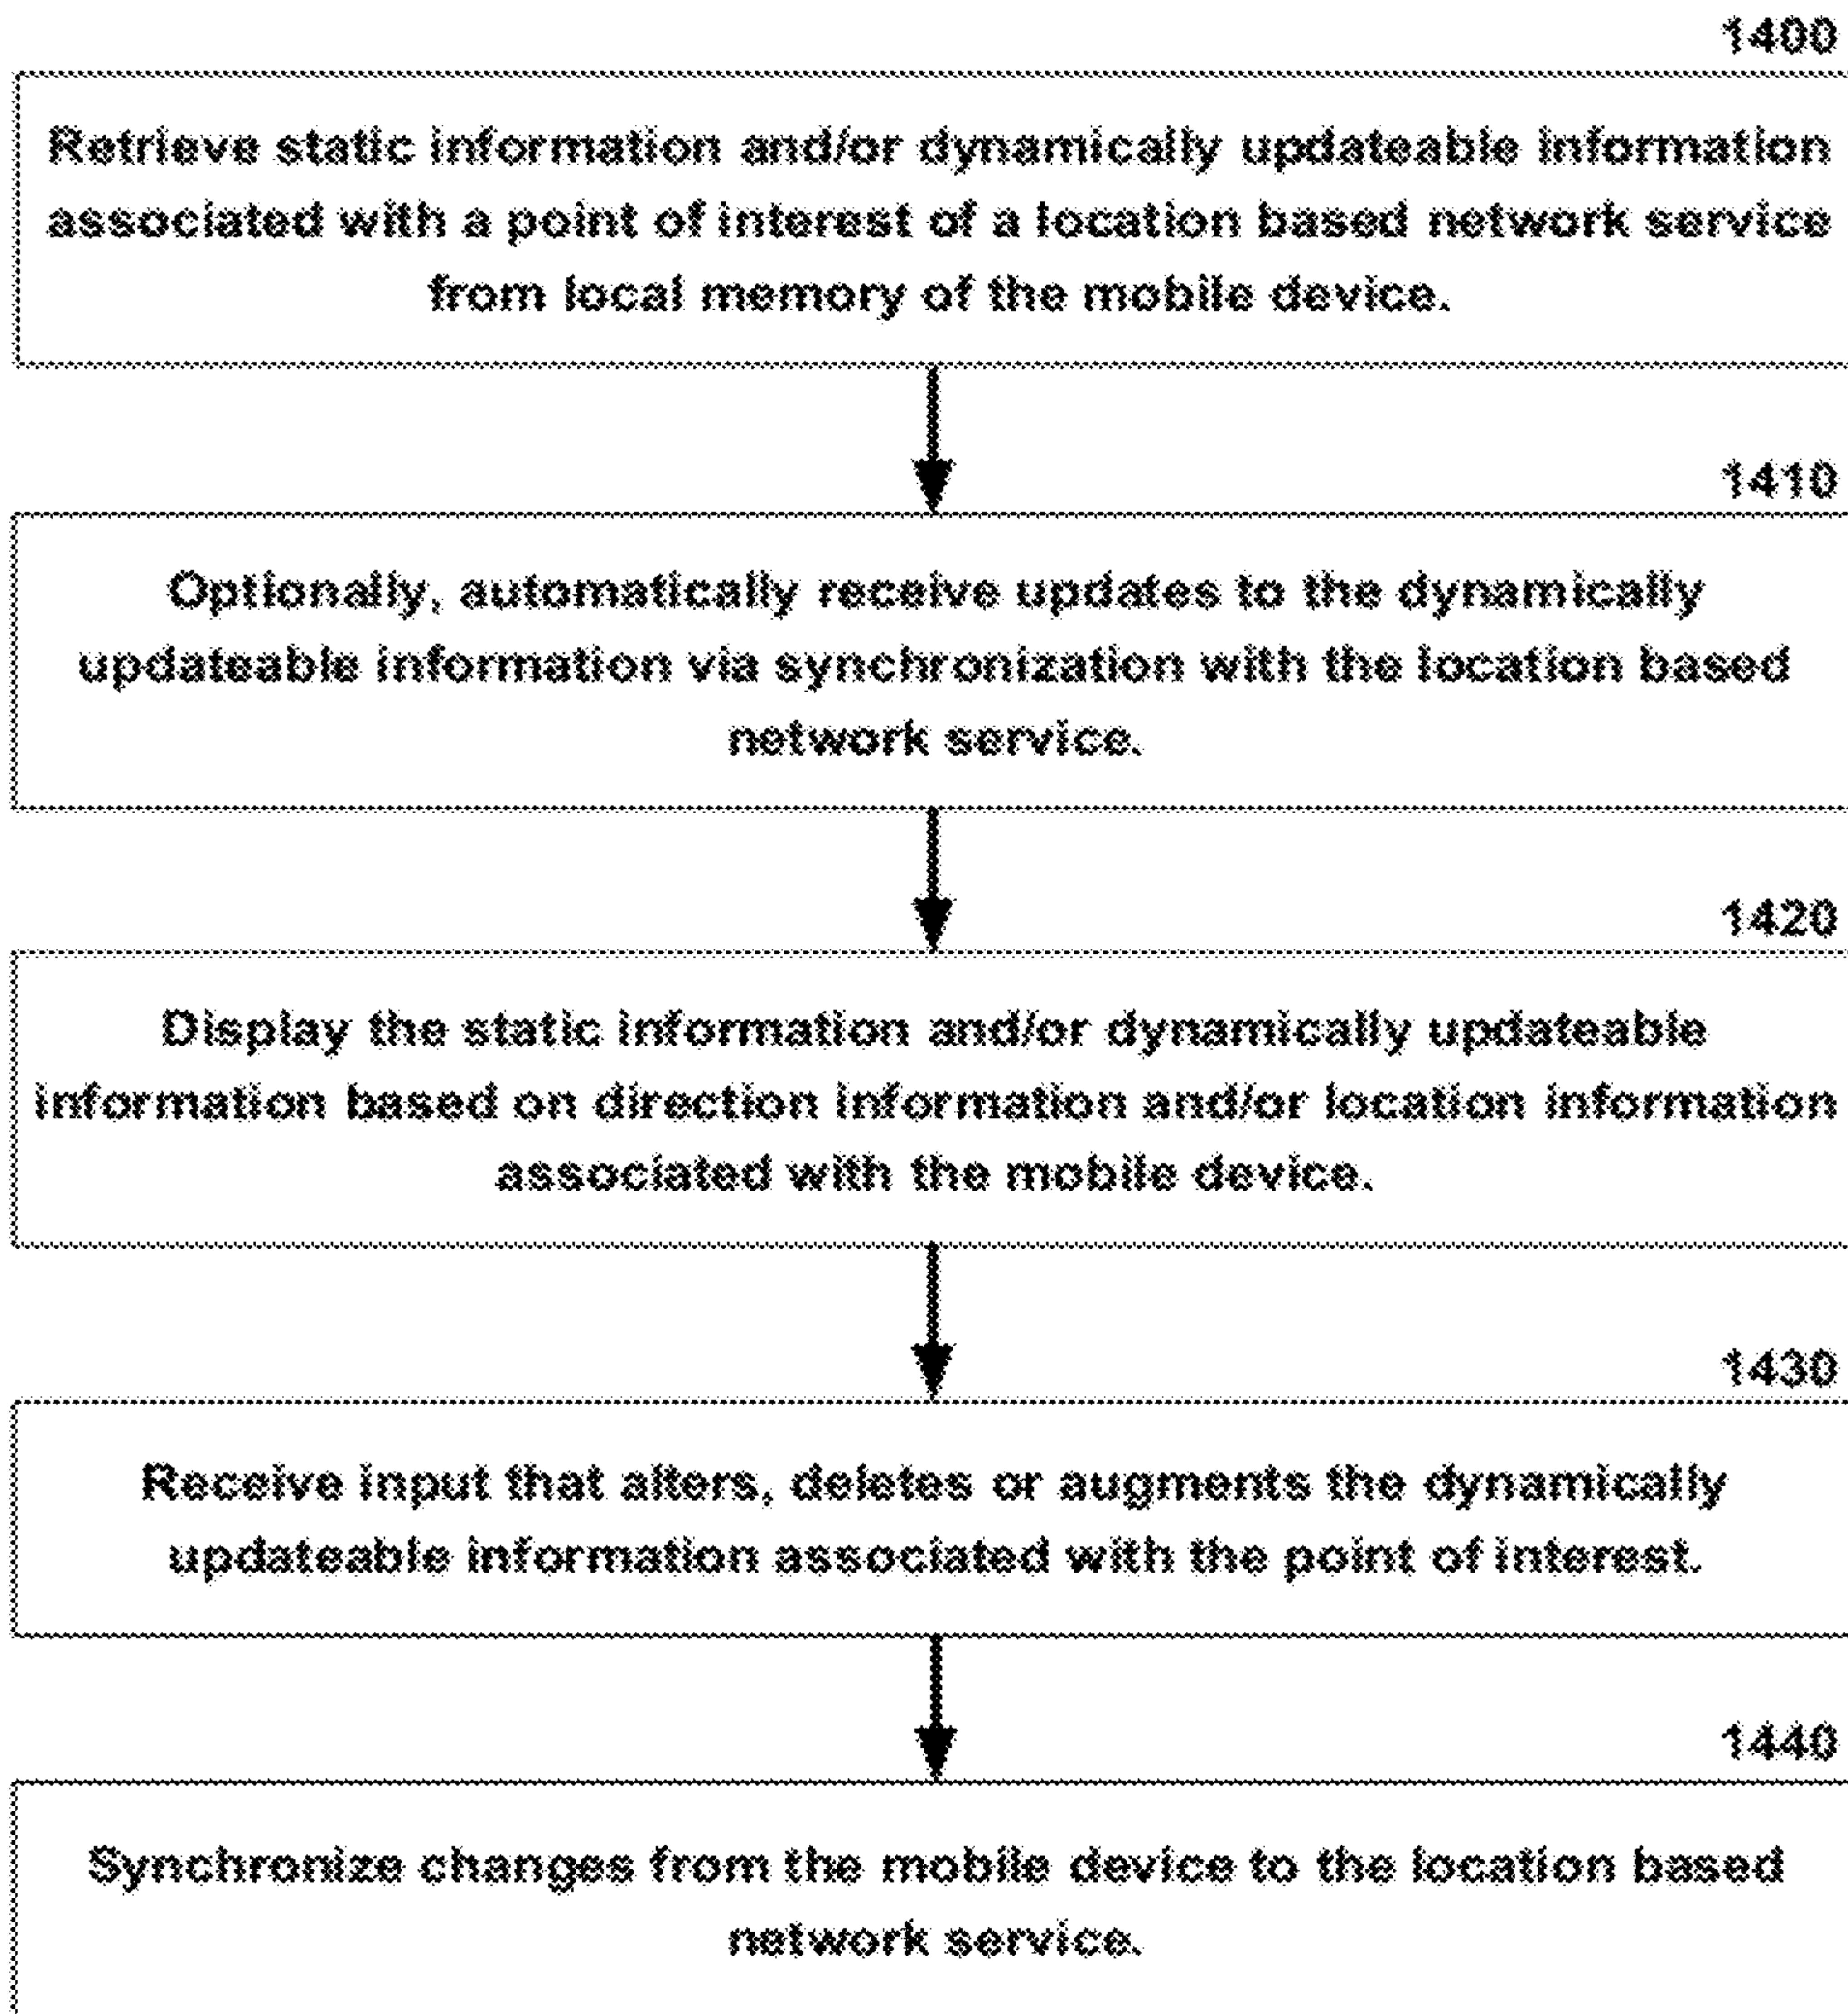 1400
Retrieve static information and/or dynamically updateable information
associated with a point of interest of a location based network service
from local memory of the mobile device.
1410
Optionally, automatically receive updates to the dynamically
updateable information via synchronization with the location based
network service.
1420
Display the static information and/or dynamically updateable
information based on direction information and/or location information
associated with the mobile device.
1430
Receive input that alters, deletes or augments the dynamically
updateable information associated with the point of interest.
1440
Synchronize changes from the mobile device to the location based
network service.